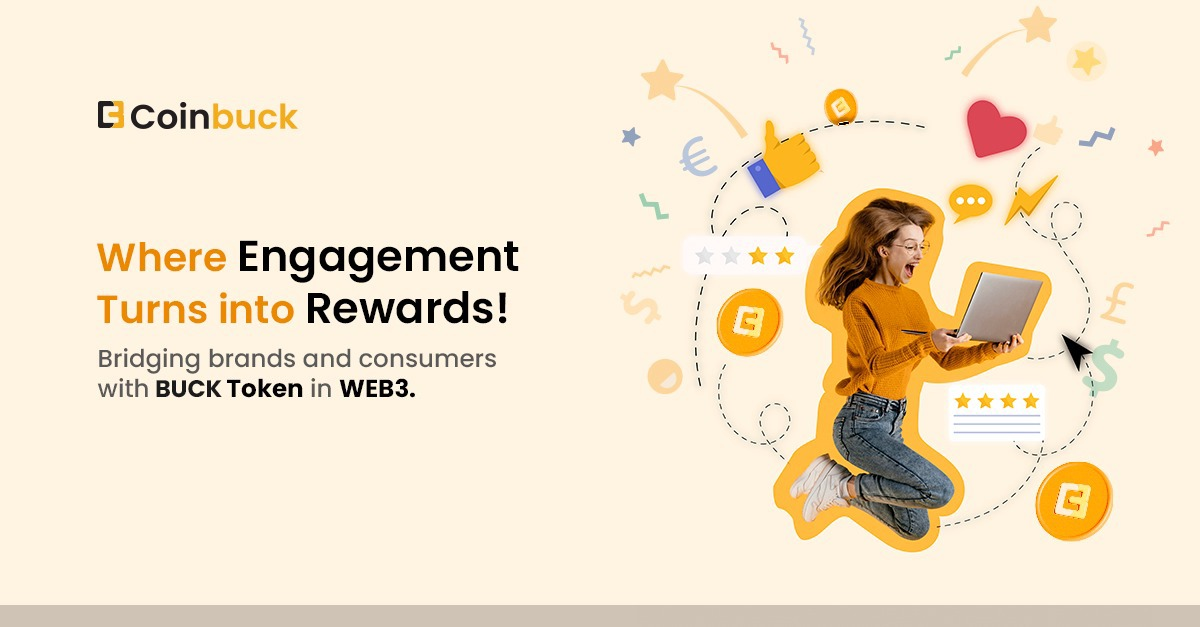 Coinbuck
Where Engagement
Turns into Rewards!
Bridging brands and consumers
with BUCK Token in WEB3.